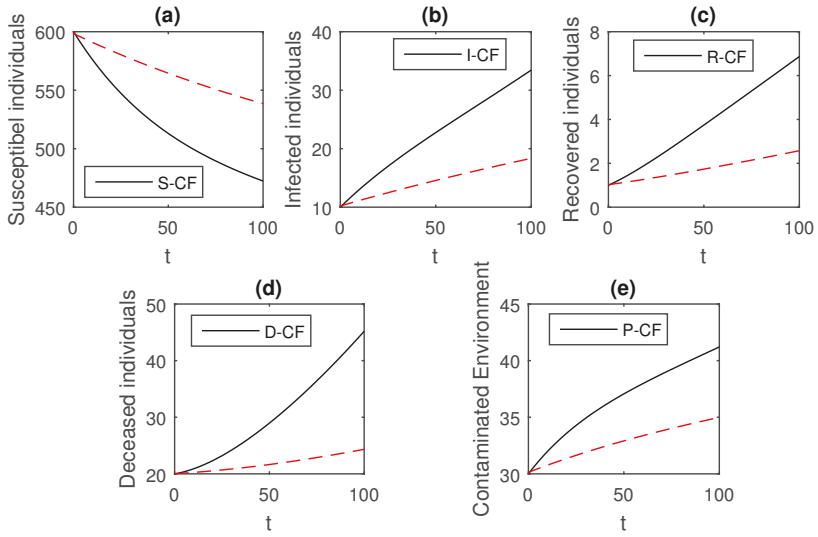 (a)
Susceptibel individuals
600
550
500
450
S-CF
0 50 100
t
(b)
Infected individuals
40
30
20
10
I-CF
0 50 100
t
(c)
Recovered individuals
8
6
4
2
0
R-CF
0 50 100
t
(d)
Deceased individuals
50
40
30
20
D-CF
0 50 100
t
(e)
Contaminated Environment
45
40
35
30
P-CF
0 50 100
t